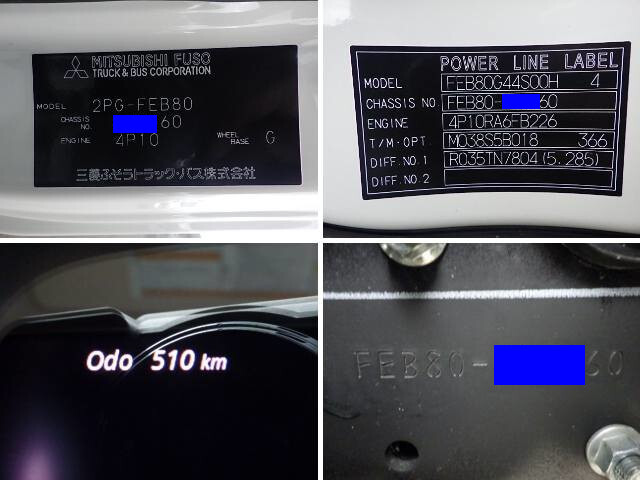 MITSUBISHI FUSO
TRUCK & BUS CORPORATION
MODEL 2PG-FEB80
CHASSIS NO. 60
ENGINE 4P10 WHEEL BASE G
三菱ふそうトラック・バス株式会社
POWER LINE LABEL
MODEL FEB80G44S00H 4
CHASSIS NO. FEB80- 60
ENGINE 4P10RA6FB226
T/M・OPT. M038S5B018 366
DIFF.NO.1 R035TN7804(5.285)
DIFF.NO.2
Odo 510 km
FEB80- 60